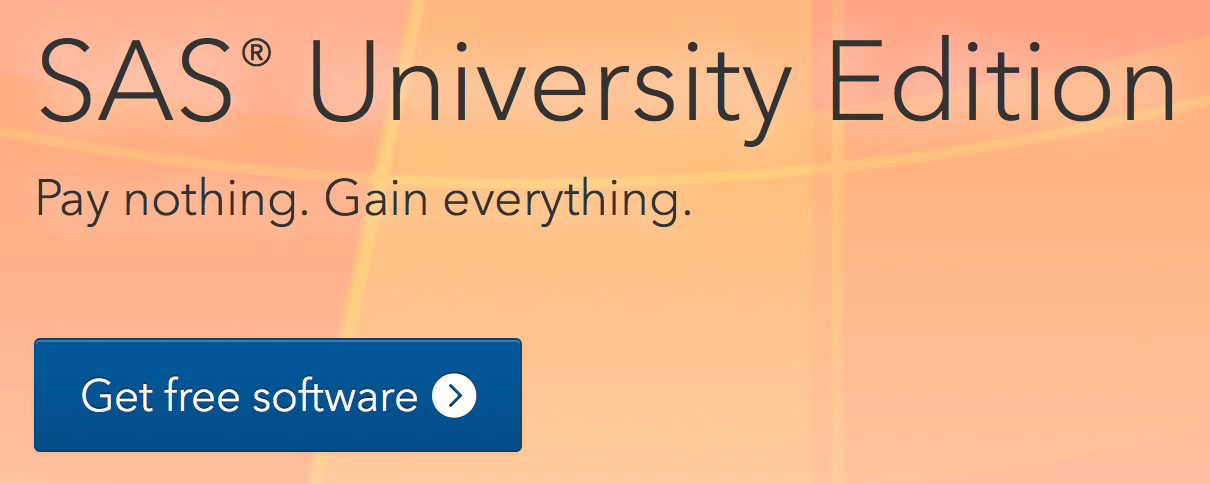 SAS® University Edition
Pay nothing. Gain everything.
Get free software